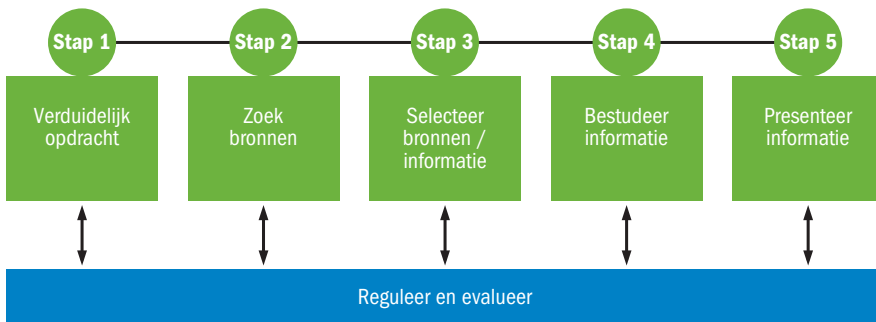 Stap 1
Stap 2
Stap 3
Stap 4
Stap 5
Verduidelijk
opdracht
Zoek
bronnen
Selecteer
bronnen /
informatie
Bestudeer
informatie
Presenteer
informatie
Reguleer en evalueer